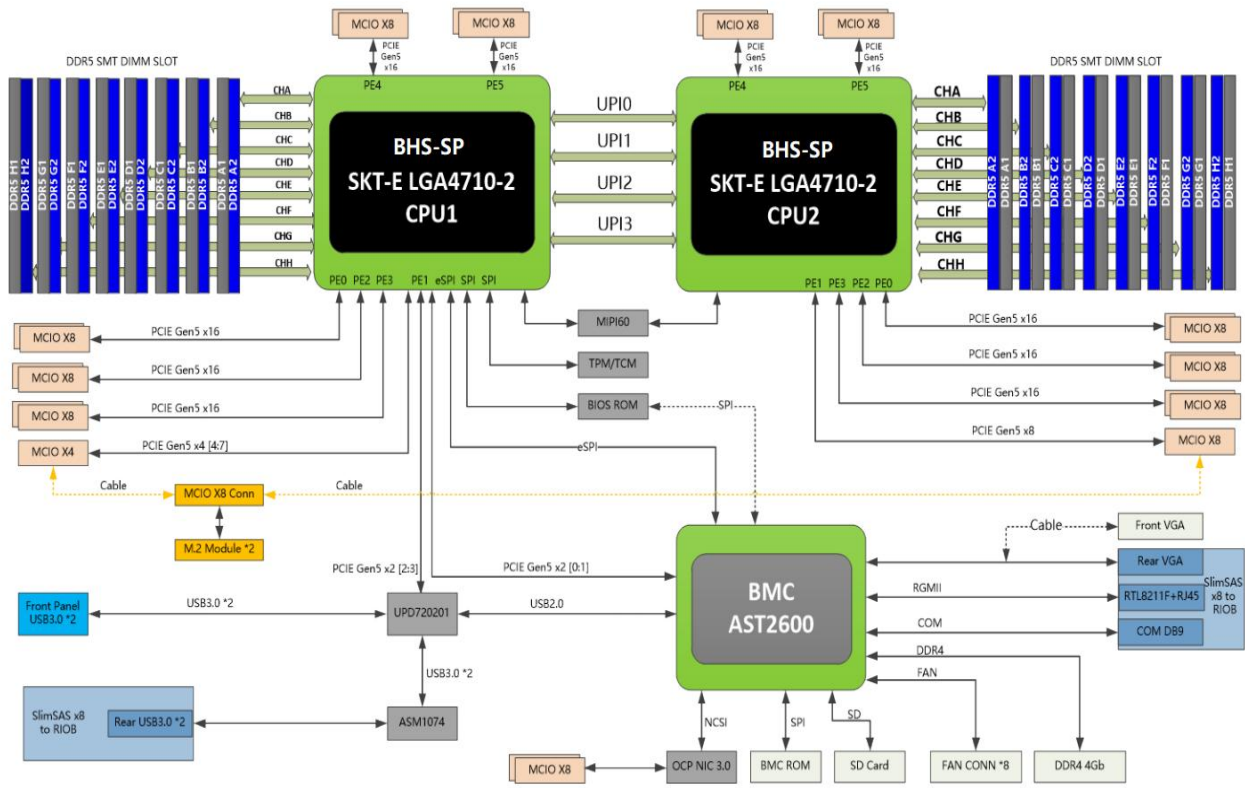 MCIO X8
MCIO X8
MCIO X8
MCIO X8
PCIE
Gen5
x16
PCIE
Gen5
x16
PCIE
Gen5
x16
PCIE
Gen5
x16
DDR5 SMT DIMM SLOT
DDR5 SMT DIMM SLOT
PE4
PE5
PE4
PE5
DDR5 H1
DDR5 H2
DDR5 G1
DDR5 G2
DDR5 F1
DDR5 F2
DDR5 E1
DDR5 E2
DDR5 D1
DDR5 D2
DDR5 C1
DDR5 C2
DDR5 B1
DDR5 B2
DDR5 A1
DDR5 A2
CHA
CHB
CHC
CHD
CHE
CHF
CHG
CHH
BHS-SP
SKT-E LGA4710-2
CPU1
UPI0
UPI1
UPI2
UPI3
BHS-SP
SKT-E LGA4710-2
CPU2
CHA
CHB
CHC
CHD
CHE
CHF
CHG
CHH
DDR5 A2
DDR5 A1
DDR5 B2
DDR5 B1
DDR5 C2
DDR5 C1
DDR5 D2
DDR5 D1
DDR5 E2
DDR5 E1
DDR5 F2
DDR5 F1
DDR5 G2
DDR5 G1
DDR5 H2
DDR5 H1
PE0 PE2 PE3 PE1 eSPI SPI SPI
PE1 PE3 PE2 PE0
MCIO X8
PCIE Gen5 x16
MIPI60
PCIE Gen5 x16
MCIO X8
MCIO X8
PCIE Gen5 x16
TPM/TCM
PCIE Gen5 x16
MCIO X8
MCIO X8
PCIE Gen5 x16
BIOS ROM
SPI
PCIE Gen5 x16
MCIO X8
MCIO X4
PCIE Gen5 x4 [4:7]
eSPI
PCIE Gen5 x8
MCIO X8
Cable
MCIO X8 Conn
Cable
M.2 Module *2
PCIE Gen5 x2 [2:3]
PCIE Gen5 x2 [0:1]
BMC
AST2600
Cable
Front VGA
Rear VGA
RGMII
RTL8211F+RJ45
COM
COM DB9
SlimSAS
x8 to
RIOB
DDR4
FAN
Front Panel
USB3.0 *2
USB3.0 *2
UPD720201
USB2.0
USB3.0 *2
SlimSAS x8
to RIOB
Rear USB3.0 *2
ASM1074
NCSI
SPI
SD
MCIO X8
OCP NIC 3.0
BMC ROM
SD Card
FAN CONN *8
DDR4 4Gb